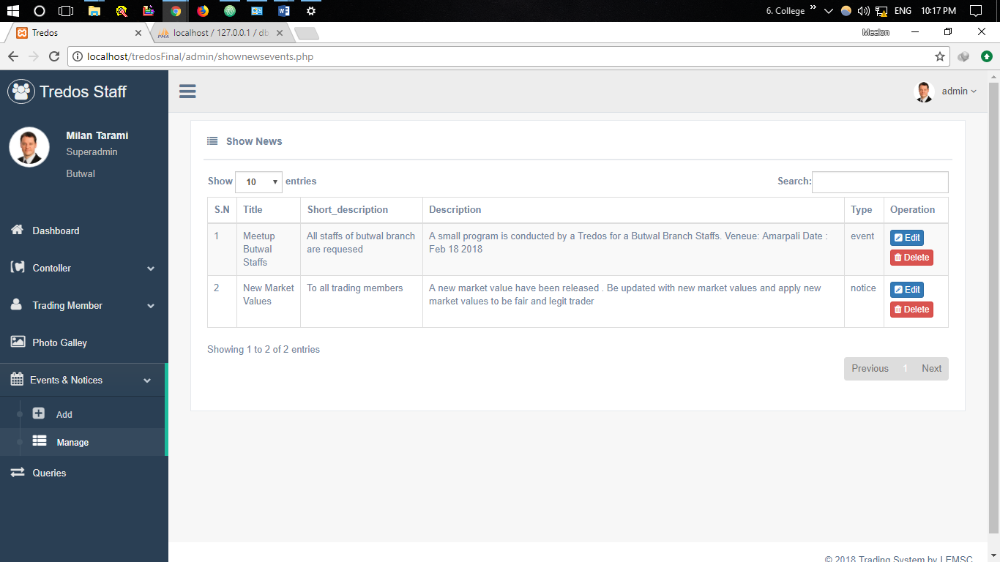 6. College » ENG 10:17 PM
Tredos
PMA localhost / 127.0.0.1 / db
Meelon
localhost/tredosFinal/admin/shownewsevents.php
Tredos Staff
admin
Milan Tarami
Superadmin
Butwal
Dashboard
Contoller
Trading Member
Photo Galley
Events & Notices
Add
Manage
Queries
Show News
Show 10 entries
Search:
S.N Title Short_description Description Type Operation
1 Meetup Butwal Staffs All staffs of butwal branch are requesed A small program is conducted by a Tredos for a Butwal Branch Staffs. Veneue: Amarpali Date : Feb 18 2018 event Edit Delete
2 New Market Values To all trading members A new market value have been released . Be updated with new market values and apply new market values to be fair and legit trader notice Edit Delete
Showing 1 to 2 of 2 entries
Previous 1 Next
© 2018 Trading System by LEMSC